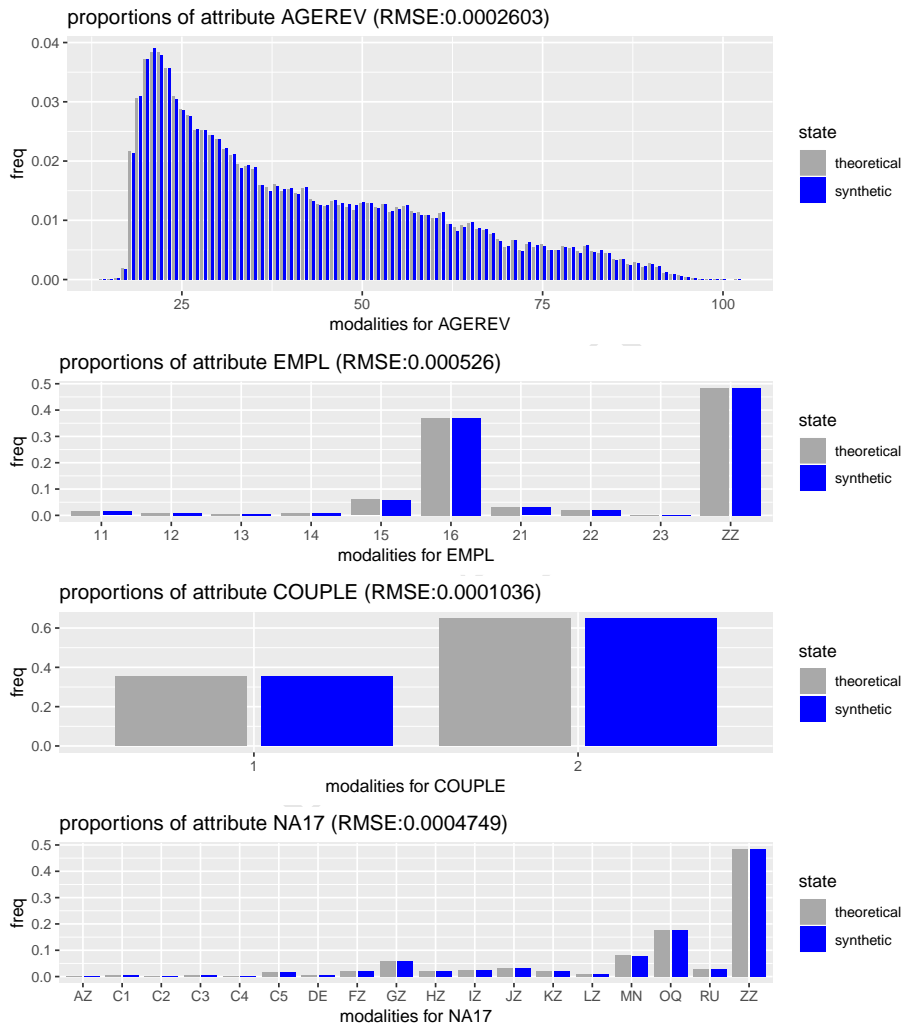 proportions of attribute AGEREV (RMSE:0.0002603)
0.04
0.03
0.02
0.01
0.00
freq
25 50 75 100
modalities for AGEREV
state
theoretical
synthetic
proportions of attribute EMPL (RMSE:0.000526)
0.5
0.4
0.3
0.2
0.1
0.0
freq
11 12 13 14 15 16 21 22 23 ZZ
modalities for EMPL
state
theoretical
synthetic
proportions of attribute COUPLE (RMSE:0.0001036)
0.6
0.4
0.2
0.0
freq
1 2
modalities for COUPLE
state
theoretical
synthetic
proportions of attribute NA17 (RMSE:0.0004749)
0.5
0.4
0.3
0.2
0.1
0.0
freq
AZ C1 C2 C3 C4 C5 DE FZ GZ HZ IZ JZ KZ LZ MN OQ RU ZZ
modalities for NA17
state
theoretical
synthetic